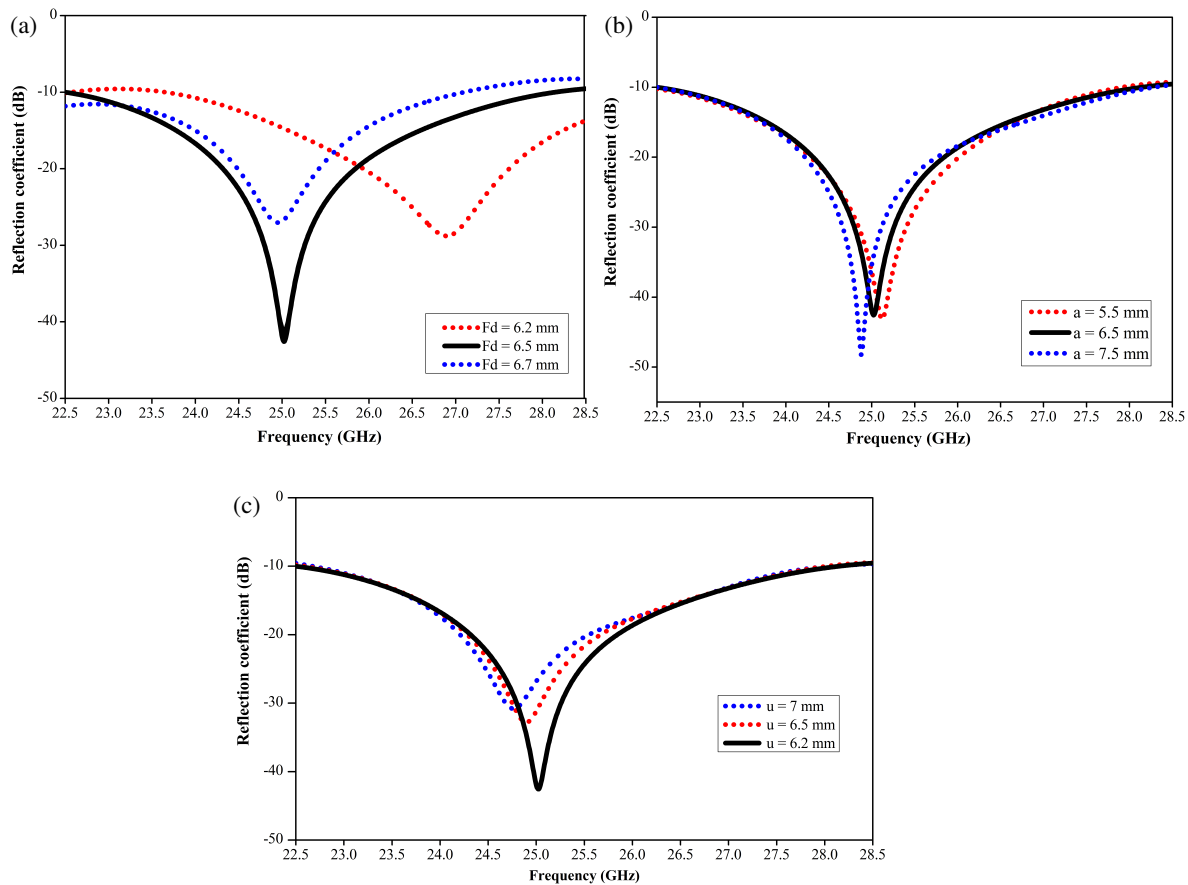 (a)
0
-10
-20
-30
-40
-50
Reflection coefficient (dB)
Fd = 6.2 mm
Fd = 6.5 mm
Fd = 6.7 mm
22.5 23.0 23.5 24.0 24.5 25.0 25.5 26.0 26.5 27.0 27.5 28.0 28.5
Frequency (GHz)
(b)
0
-10
-20
-30
-40
-50
Reflection coefficient (dB)
a = 5.5 mm
a = 6.5 mm
a = 7.5 mm
22.5 23.0 23.5 24.0 24.5 25.0 25.5 26.0 26.5 27.0 27.5 28.0 28.5
Frequency (GHz)
(c)
0
-10
-20
-30
-40
-50
Reflection coefficient (dB)
u = 7 mm
u = 6.5 mm
u = 6.2 mm
22.5 23.0 23.5 24.0 24.5 25.0 25.5 26.0 26.5 27.0 27.5 28.0 28.5
Frequency (GHz)